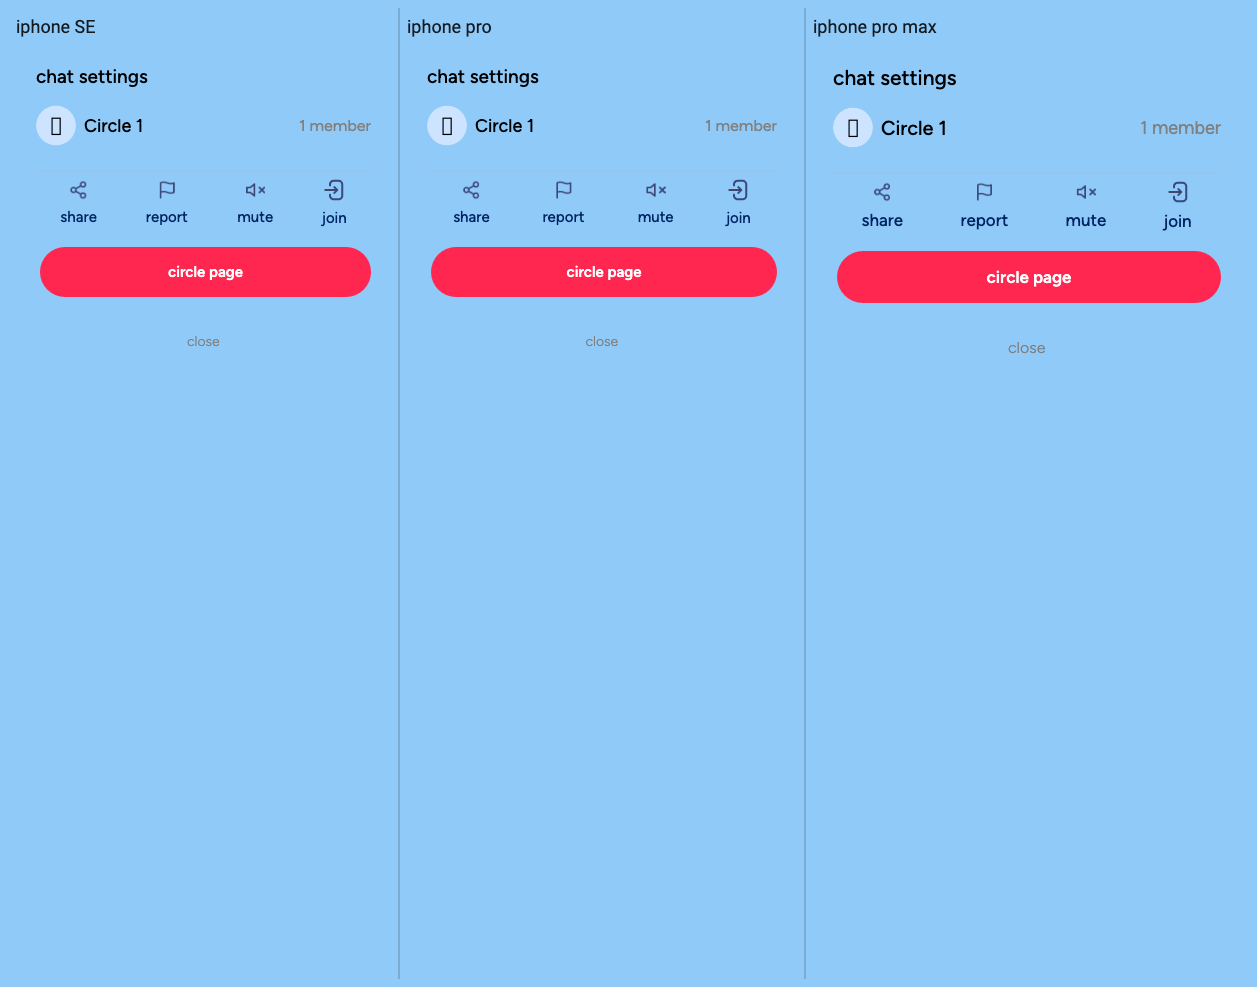 iphone SE
chat settings
Circle 1
1 member
share
report
mute
join
circle page
close
iphone pro
chat settings
Circle 1
1 member
share
report
mute
join
circle page
close
iphone pro max
chat settings
Circle 1
1 member
share
report
mute
join
circle page
close